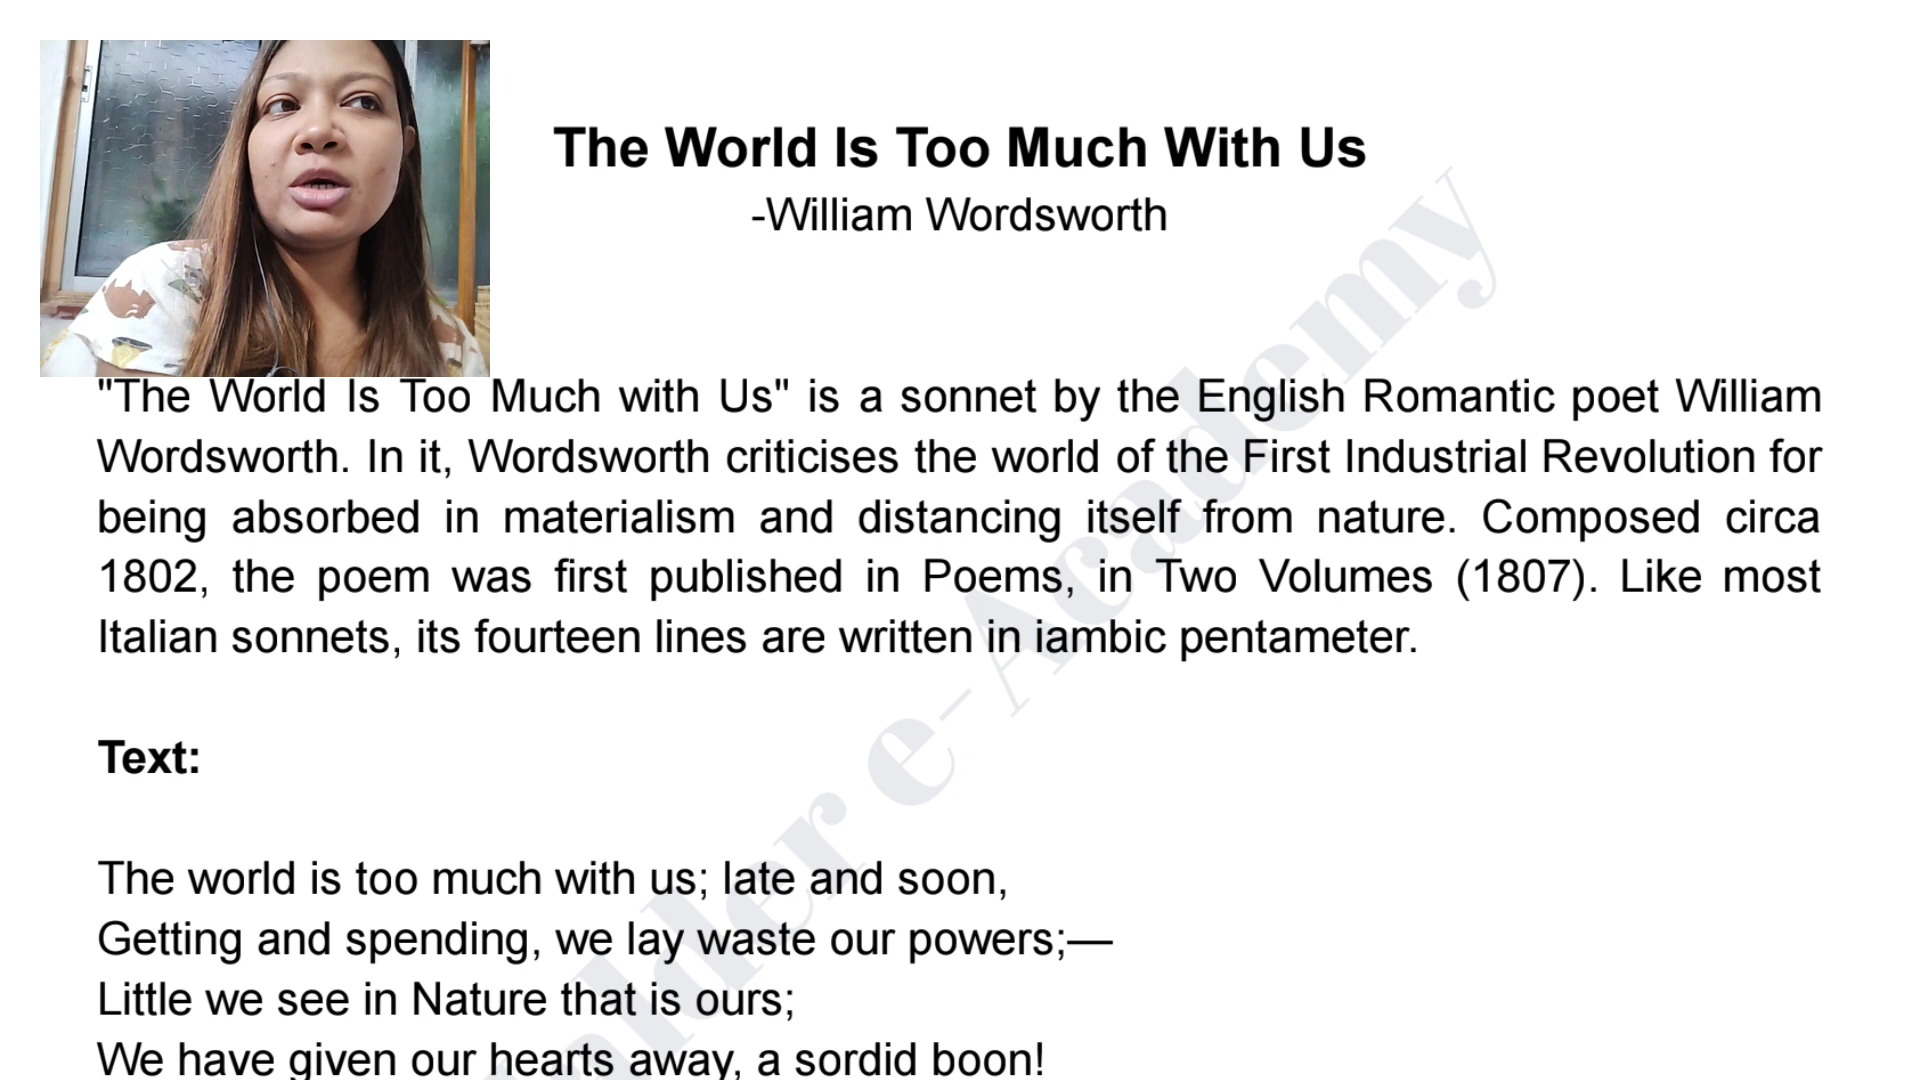 The World Is Too Much With Us
-William Wordsworth
"The World Is Too Much with Us" is a sonnet by the English Romantic poet William
Wordsworth. In it, Wordsworth criticises the world of the First Industrial Revolution for
being absorbed in materialism and distancing itself from nature. Composed circa
1802, the poem was first published in Poems, in Two Volumes (1807). Like most
Italian sonnets, its fourteen lines are written in iambic pentameter.
Text:
The world is too much with us; late and soon,
Getting and spending, we lay waste our powers;—
Little we see in Nature that is ours;
We have given our hearts away, a sordid boon!
e-Academy